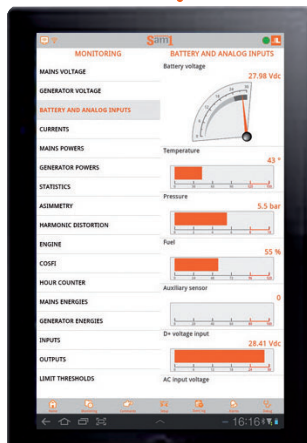 Sam1
MONITORING
MAINS VOLTAGE
GENERATOR VOLTAGE
BATTERY AND ANALOG INPUTS
CURRENTS
MAINS POWERS
GENERATOR POWERS
STATISTICS
ASIMMETRY
HARMONIC DISTORTION
ENGINE
COSFI
HOUR COUNTER
MAINS ENERGIES
GENERATOR ENERGIES
INPUTS
OUTPUTS
LIMIT THRESHOLDS
BATTERY AND ANALOG INPUTS
Battery voltage
27.98 Vdc
Temperature
43 °
Pressure
5.5 bar
Fuel
55 %
Auxiliary sensor
0
D+ voltage input
28.41 Vdc
AC input voltage
16:16